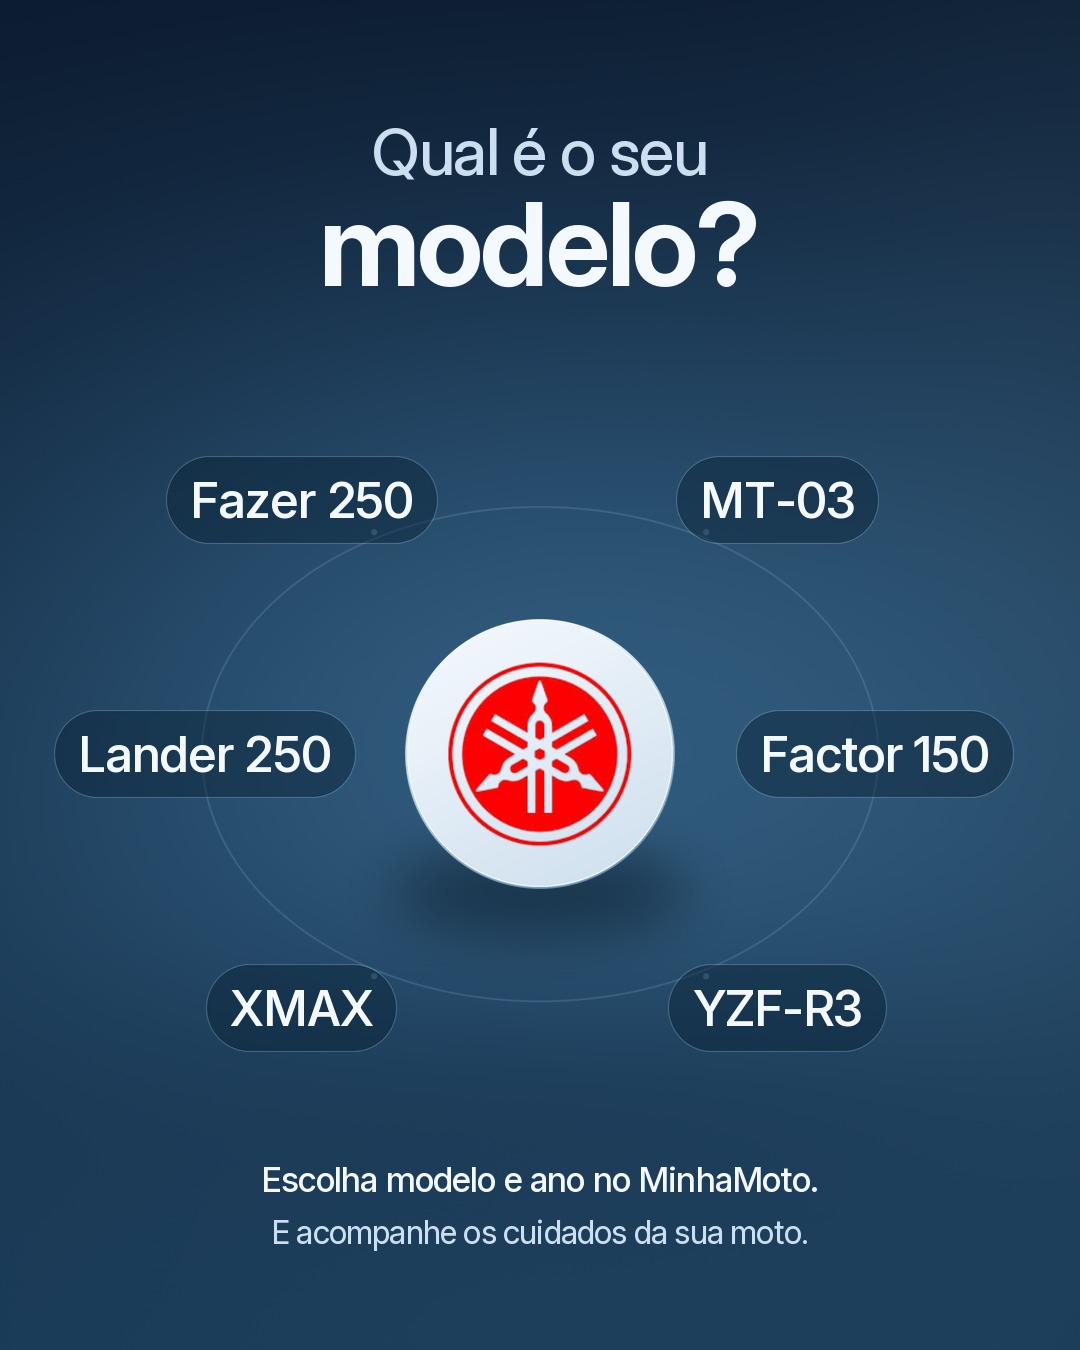 Qual é o seu
modelo?
Fazer 250
MT-03
Lander 250
Factor 150
XMAX
YZF-R3
Escolha modelo e ano no MinhaMoto.
E acompanhe os cuidados da sua moto.